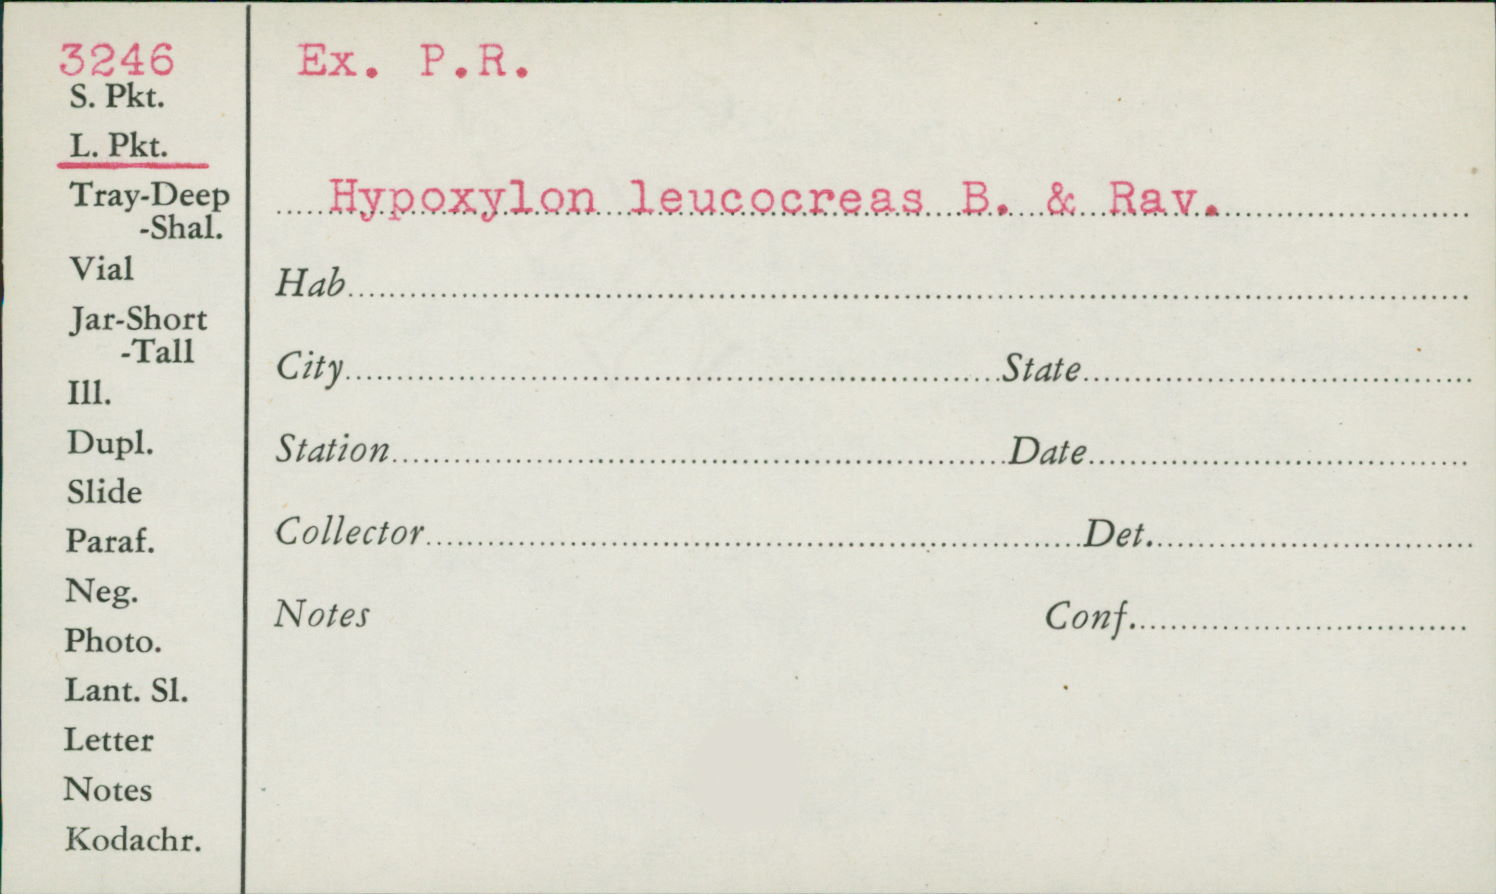 3246
S. Pkt.
L. Pkt.
Tray-Deep
-Shal.
Vial
Jar-Short
-Tall
Ill.
Dupl.
Slide
Paraf.
Neg.
Photo.
Lant. Sl.
Letter
Notes
Kodachr.
Ex. P.R.
Hypoxylon leucocreas B. & Rav.
Hab
City State
Station Date
Collector Det.
Notes Conf.